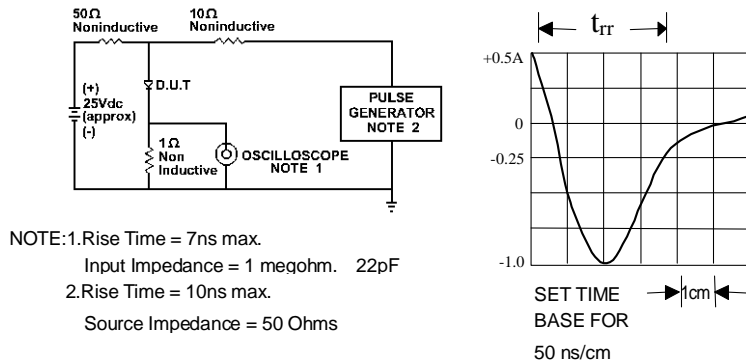 50Ω
Noninductive
10Ω
Noninductive
(+)
25Vdc
(approx)
(-)
D.U.T
1Ω
Non
Inductive
OSCILLOSCOPE
NOTE 1
PULSE
GENERATOR
NOTE 2
NOTE:1.Rise Time = 7ns max.
Input Impedance = 1 megohm. 22pF
2.Rise Time = 10ns max.
Source Impedance = 50 Ohms
trr
+0.5A
0
-0.25
-1.0
1cm
SET TIME
BASE FOR
50 ns/cm